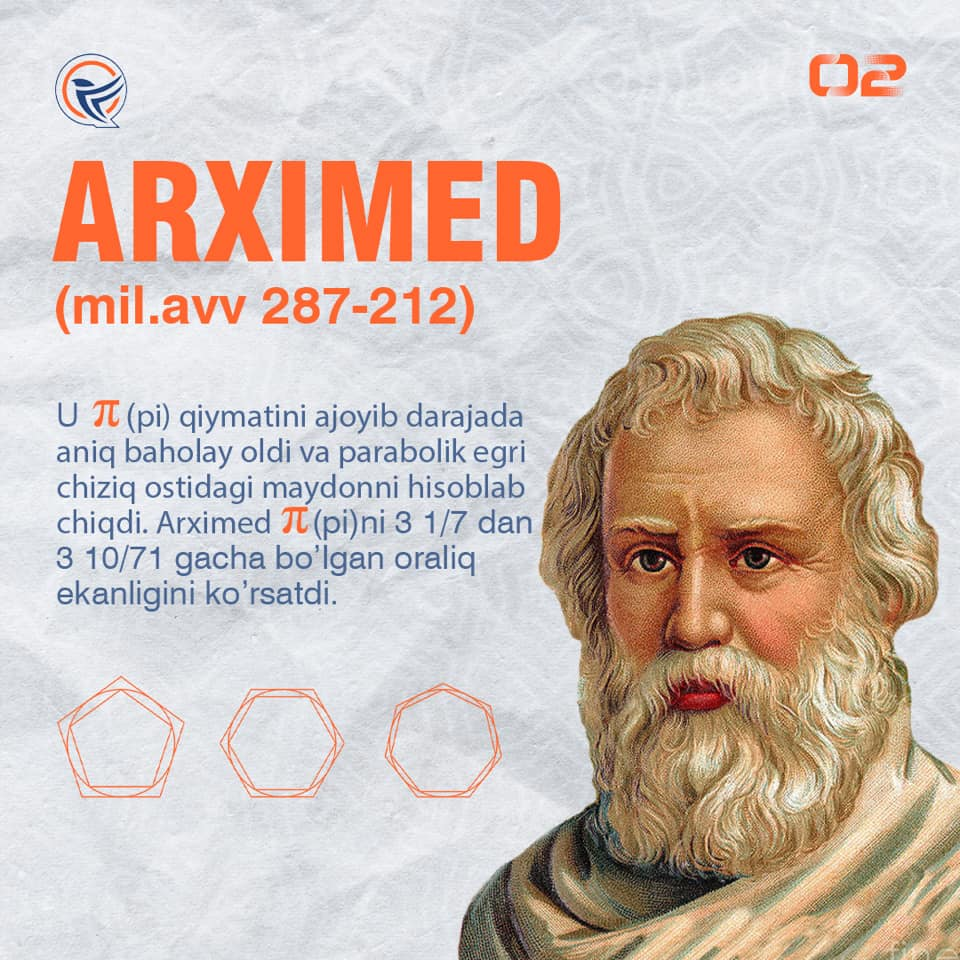 02
ARXIMED
(mil.avv 287-212)
U π (pi) qiymatini ajoyib darajada
aniq baholay oldi va parabolik egri
chiziq ostidagi maydonni hisoblab
chiqdi. Arximed π (pi)ni 3 1/7 dan
3 10/71 gacha bo’lgan oraliq
ekanligini ko’rsatdi.